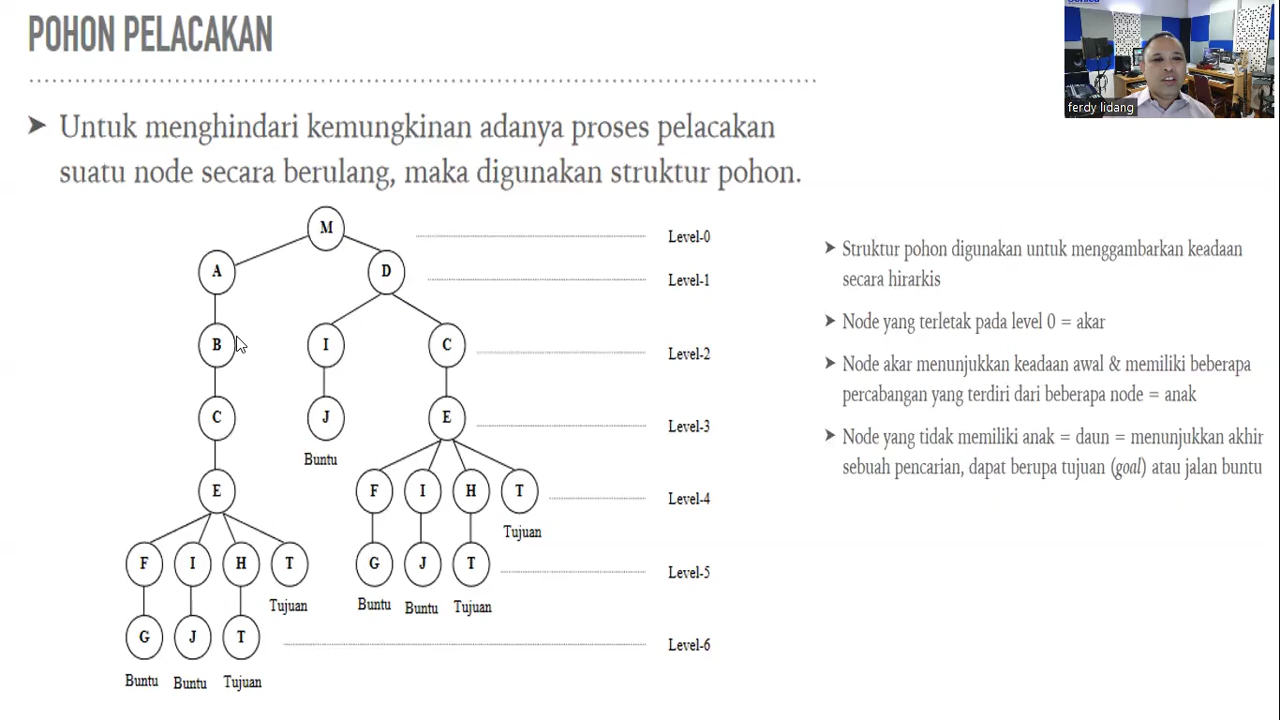 POHON PELACAKAN
ferdy lidang
➤ Untuk menghindari kemungkinan adanya proses pelacakan
suatu node secara berulang, maka digunakan struktur pohon.
M
Level-0
A
D
Level-1
B
I
C
Level-2
C
J
E
Level-3
Buntu
E
F
I
H
T
Level-4
Tujuan
F
I
H
T
G
J
T
Level-5
Tujuan
Buntu
Buntu
Tujuan
G
J
T
Level-6
Buntu
Buntu
Tujuan
➤ Struktur pohon digunakan untuk menggambarkan keadaan
secara hirarkis
➤ Node yang terletak pada level 0 = akar
➤ Node akar menunjukkan keadaan awal & memiliki beberapa
percabangan yang terdiri dari beberapa node = anak
➤ Node yang tidak memiliki anak = daun = menunjukkan akhir
sebuah pencarian, dapat berupa tujuan (goal) atau jalan buntu